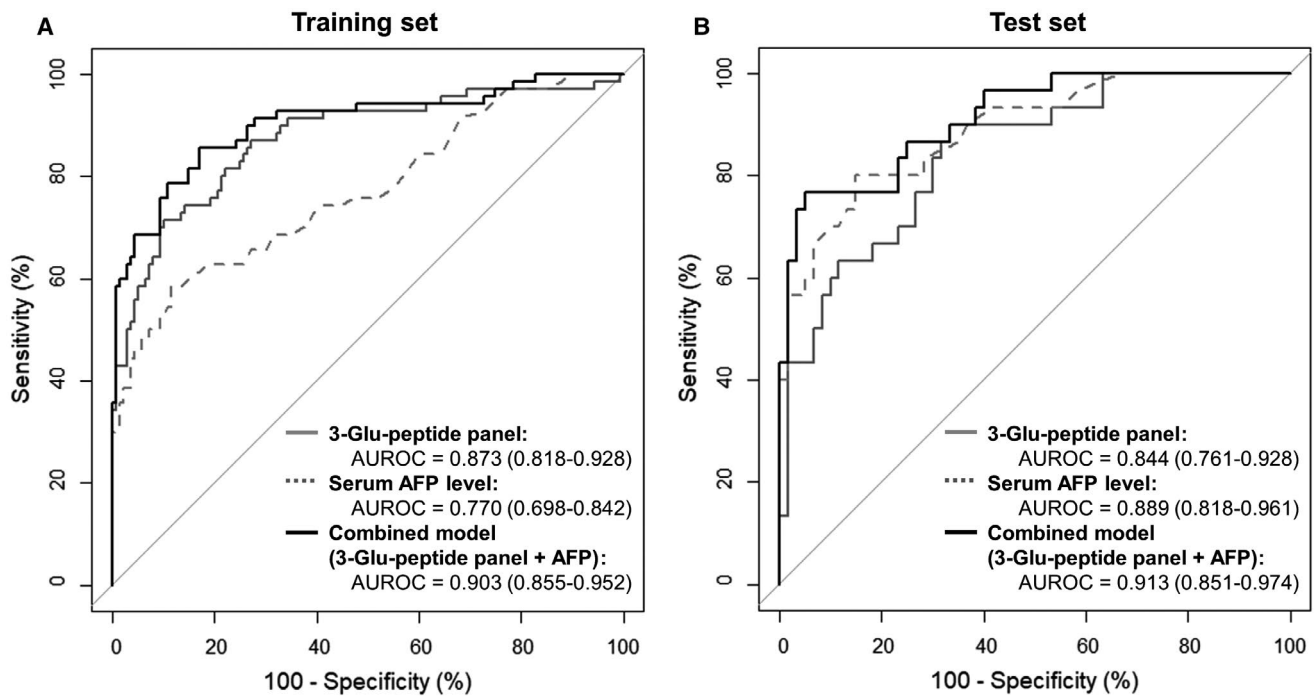 A
Training set
Sensitivity (%)
100
80
60
40
20
0
3-Glu-peptide panel:
AUROC = 0.873 (0.818-0.928)
Serum AFP level:
AUROC = 0.770 (0.698-0.842)
Combined model
(3-Glu-peptide panel + AFP):
AUROC = 0.903 (0.855-0.952)
0 20 40 60 80 100
100 - Specificity (%)
B
Test set
Sensitivity (%)
100
80
60
40
20
0
3-Glu-peptide panel:
AUROC = 0.844 (0.761-0.928)
Serum AFP level:
AUROC = 0.889 (0.818-0.961)
Combined model
(3-Glu-peptide panel + AFP):
AUROC = 0.913 (0.851-0.974)
0 20 40 60 80 100
100 - Specificity (%)